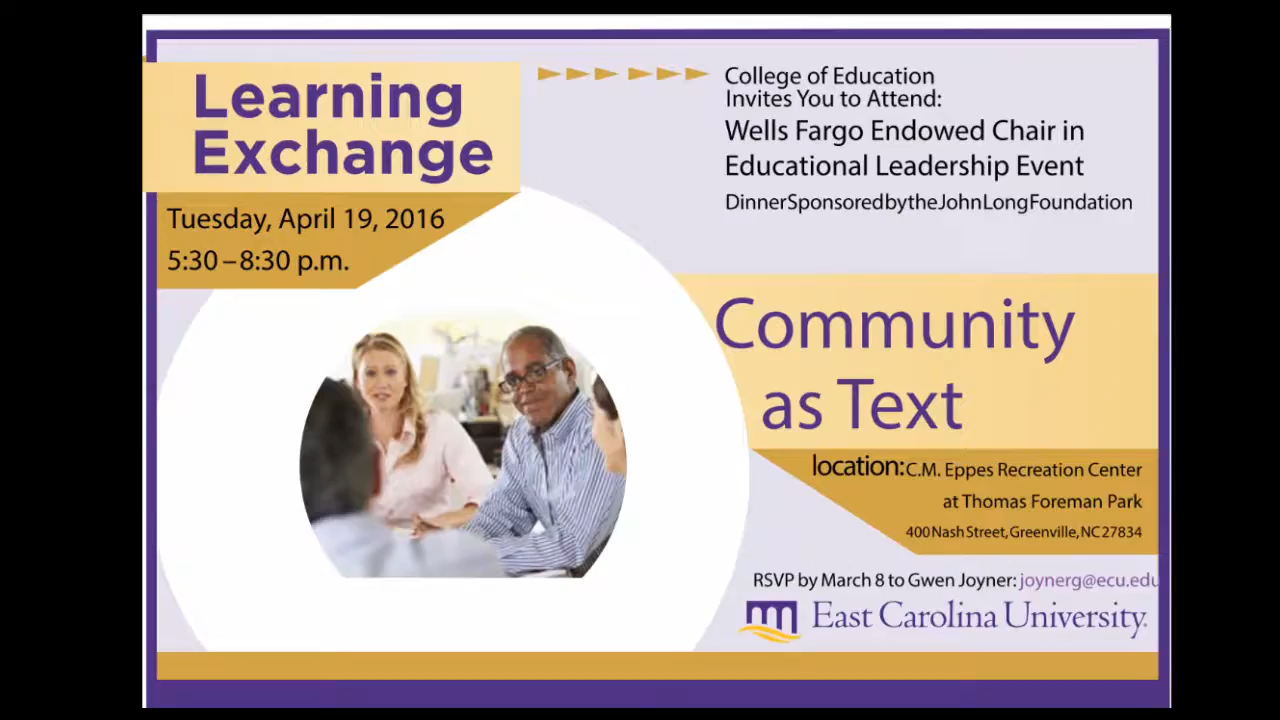 Learning
Exchange
Tuesday, April 19, 2016
5:30–8:30 p.m.
College of Education
Invites You to Attend:
Wells Fargo Endowed Chair in
Educational Leadership Event
DinnerSponsoredbytheJohnLongFoundation
Community
as Text
location: C.M. Eppes Recreation Center
at Thomas Foreman Park
400 Nash Street, Greenville, NC 27834
RSVP by March 8 to Gwen Joyner: joynerg@ecu.edu
East Carolina University.